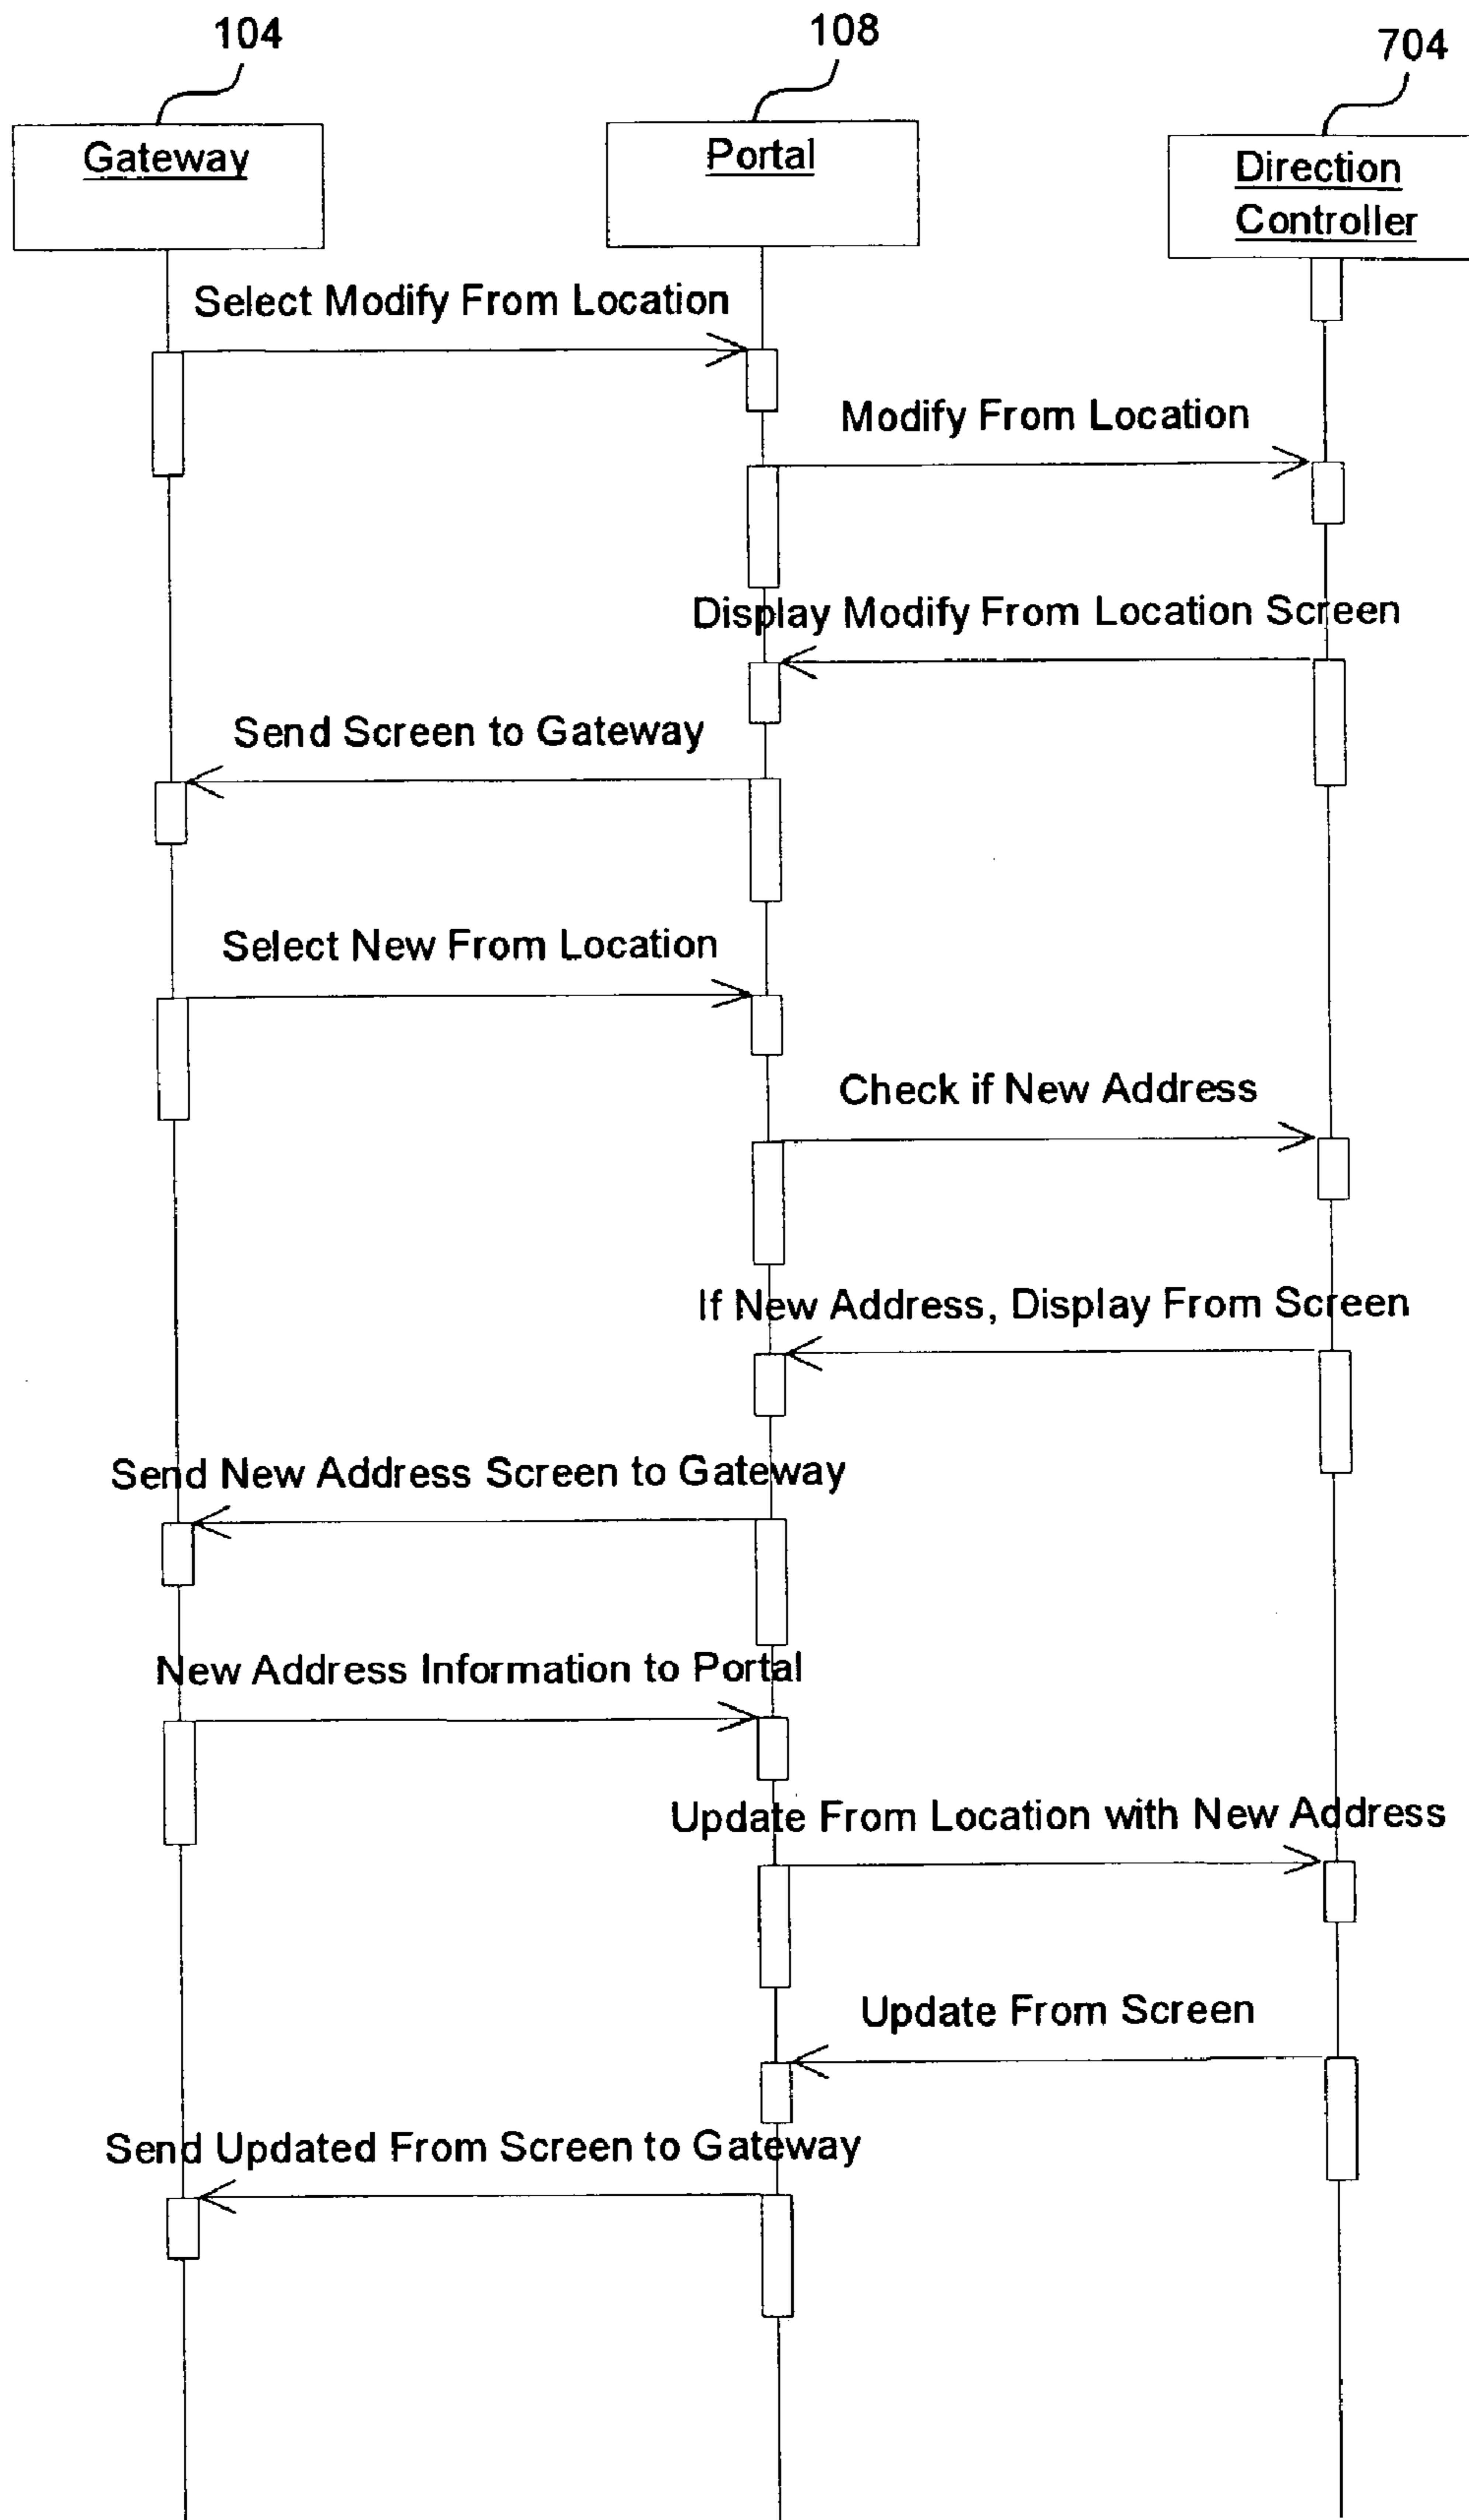 104
108
704
Gateway
Portal
Direction
Controller
Select Modify From Location
Modify From Location
Display Modify From Location Screen
Send Screen to Gateway
Select New From Location
Check if New Address
If New Address, Display From Screen
Send New Address Screen to Gateway
New Address Information to Portal
Update From Location with New Address
Update From Screen
Send Updated From Screen to Gateway